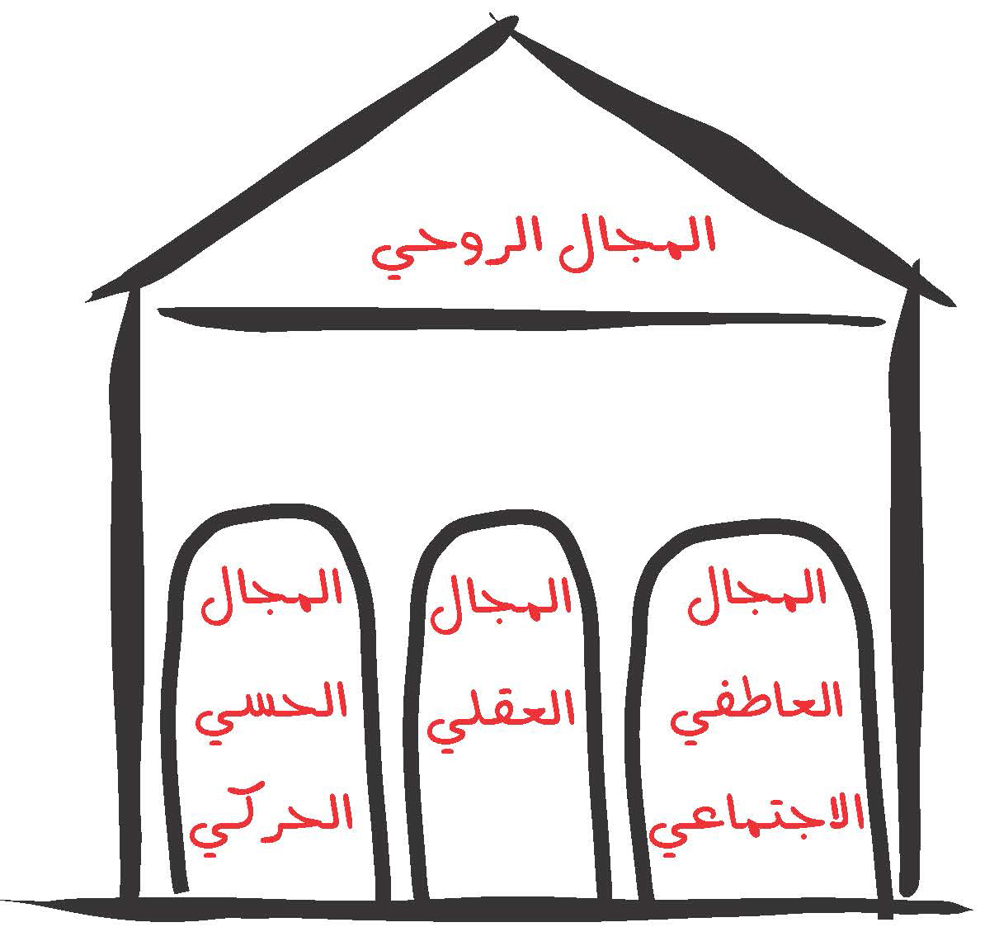 المجال الروحي
المجال
العاطفي
الاجتماعي
المجال
العقلي
المجال
الحسي
الحركي